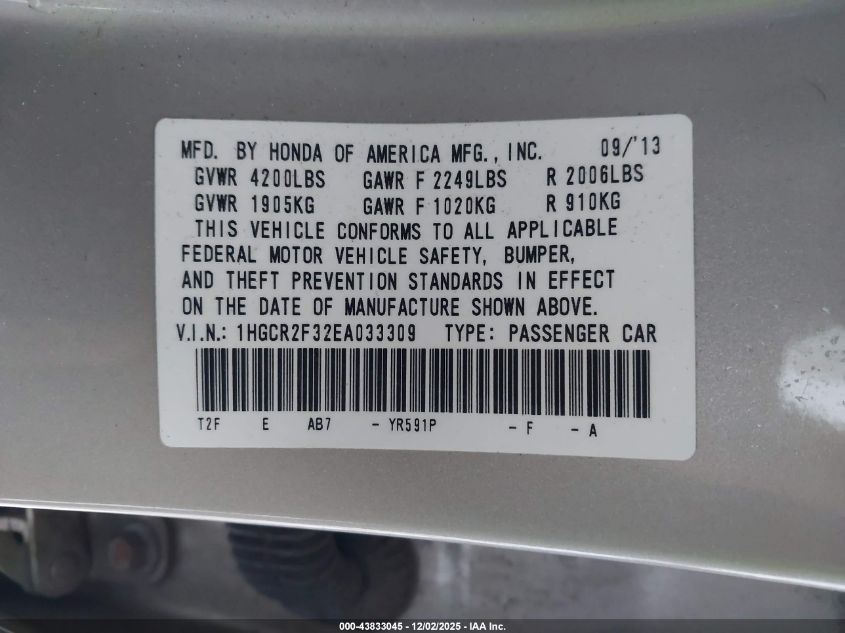 MFD. BY HONDA OF AMERICA MFG., INC. 09/'13
GVWR 4200LBS GAWR F 2249LBS R 2006LBS
GVWR 1905KG GAWR F 1020KG R 910KG
THIS VEHICLE CONFORMS TO ALL APPLICABLE
FEDERAL MOTOR VEHICLE SAFETY, BUMPER,
AND THEFT PREVENTION STANDARDS IN EFFECT
ON THE DATE OF MANUFACTURE SHOWN ABOVE.
V.I.N.: 1HGCR2F32EA033309 TYPE: PASSENGER CAR
T2F E AB7 - YR591P - F - A
000-43833045 - 12/02/2025 - IAA Inc.